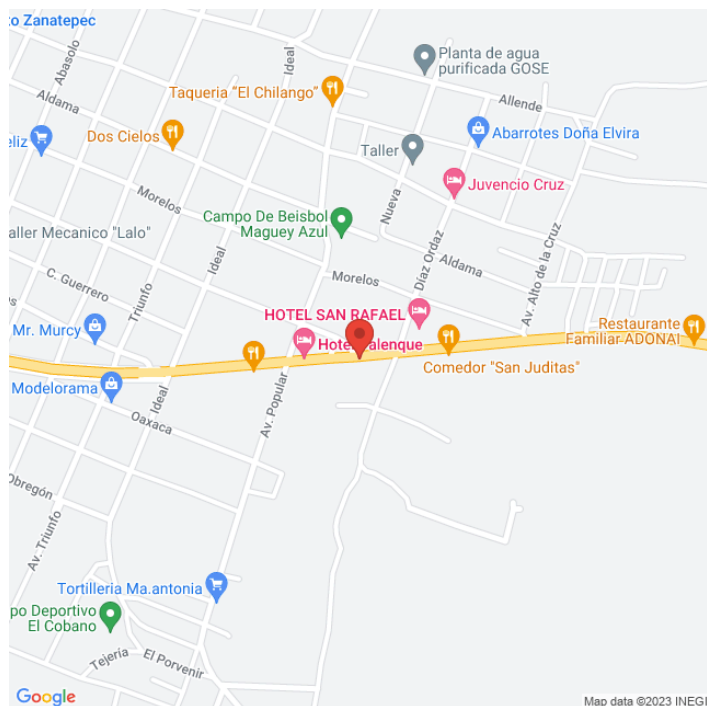 to Zanatepec
Abasolo
Ideal
Planta de agua
purificada GOSE
Aldama
Taqueria “El Chilango”
Allende
Dos Cielos
Abarrotes Doña Elvira
eliz
Taller
Juvencio Cruz
Morelos
Nueva
Campo De Beisbol
Maguey Azul
aller Mecanico "Lalo"
Ideal
Díaz Ordaz
Av. Alto de la Cruz
Aldama
C. Guerrero
Triunfo
Morelos
HOTEL SAN RAFAEL
Restaurante
Familiar ADONAI
Mr. Murcy
Hotel Palenque
Comedor "San Juditas"
Modelorama
Ideal
Oaxaca
Av. Popular
Obregón
Av. Triunfo
Tortilleria Ma.antonia
po Deportivo
El Cobano
Tejería
El Porvenir
Google
Map data ©2023 INEGI